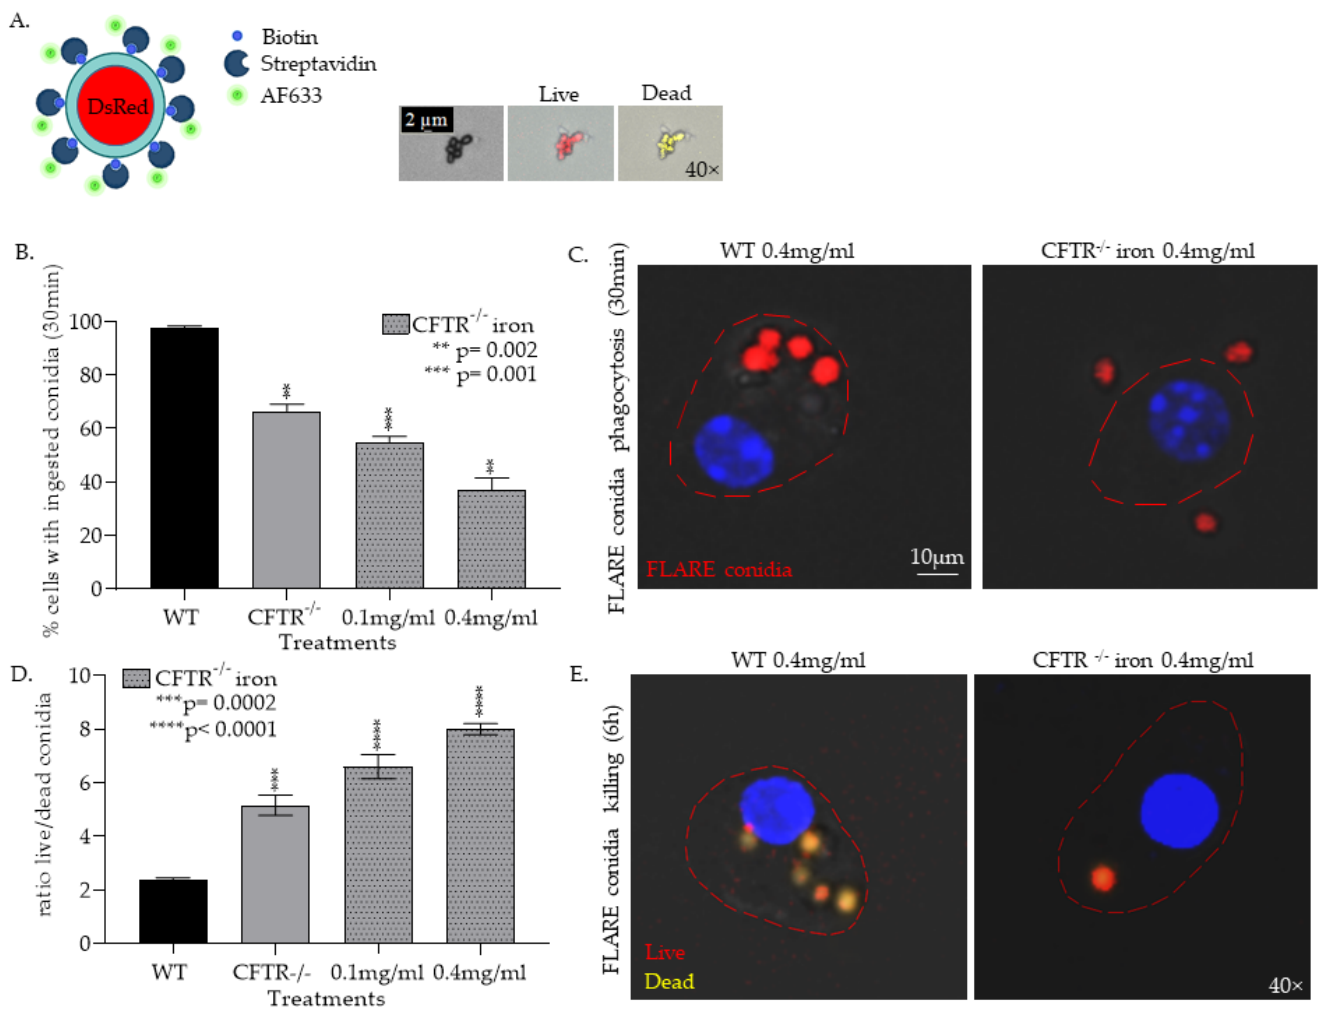 A.
DsRed
Biotin
Streptavidin
AF633
2 µm
Live
Dead
40×
B.
% cells with ingested conidia (30min)
100
80
60
40
20
0
CFTR-/- iron
** p= 0.002
*** p= 0.001
**
***
**
WT
CFTR-/-
0.1mg/ml
0.4mg/ml
Treatments
C.
FLARE conidia phagocytosis (30min)
WT 0.4mg/ml
CFTR-/- iron 0.4mg/ml
FLARE conidia
10µm
D.
ratio live/dead conidia
10
8
6
4
2
0
CFTR-/- iron
***p= 0.0002
****p< 0.0001
***
****
****
WT
CFTR-/-
0.1mg/ml
0.4mg/ml
Treatments
E.
FLARE conidia killing (6h)
WT 0.4mg/ml
CFTR -/- iron 0.4mg/ml
Live
Dead
40×